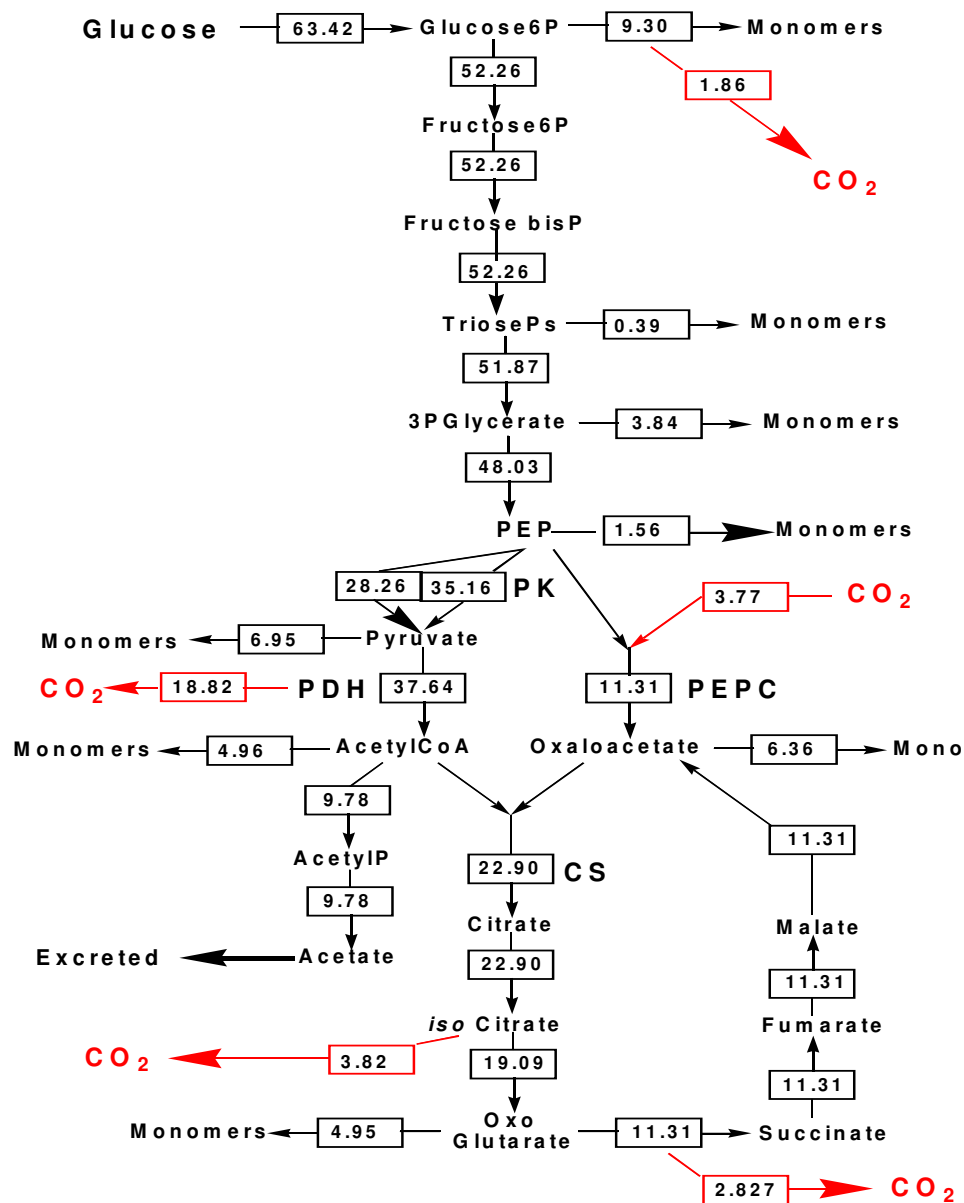 Glucose 63.42 Glucose6P 9.30 Monomers
52.26
1.86
Fructose6P
CO2
52.26
Fructose bisP
52.26
TriosePs 0.39 Monomers
51.87
3PGlycerate 3.84 Monomers
48.03
PEP 1.56 Monomers
28.26 35.16 PK 3.77 CO2
Monomers 6.95 Pyruvate
CO2 18.82 PDH 37.64 11.31 PEPC
Monomers 4.96 AcetylCoA Oxaloacetate 6.36 Mono
9.78
11.31
AcetylP 22.90 CS
9.78
Citrate Malate
Excreted Acetate 22.90
11.31
iso Citrate Fumarate
CO2 3.82 19.09
11.31
Monomers 4.95 Oxo Glutarate 11.31 Succinate
2.827 CO2